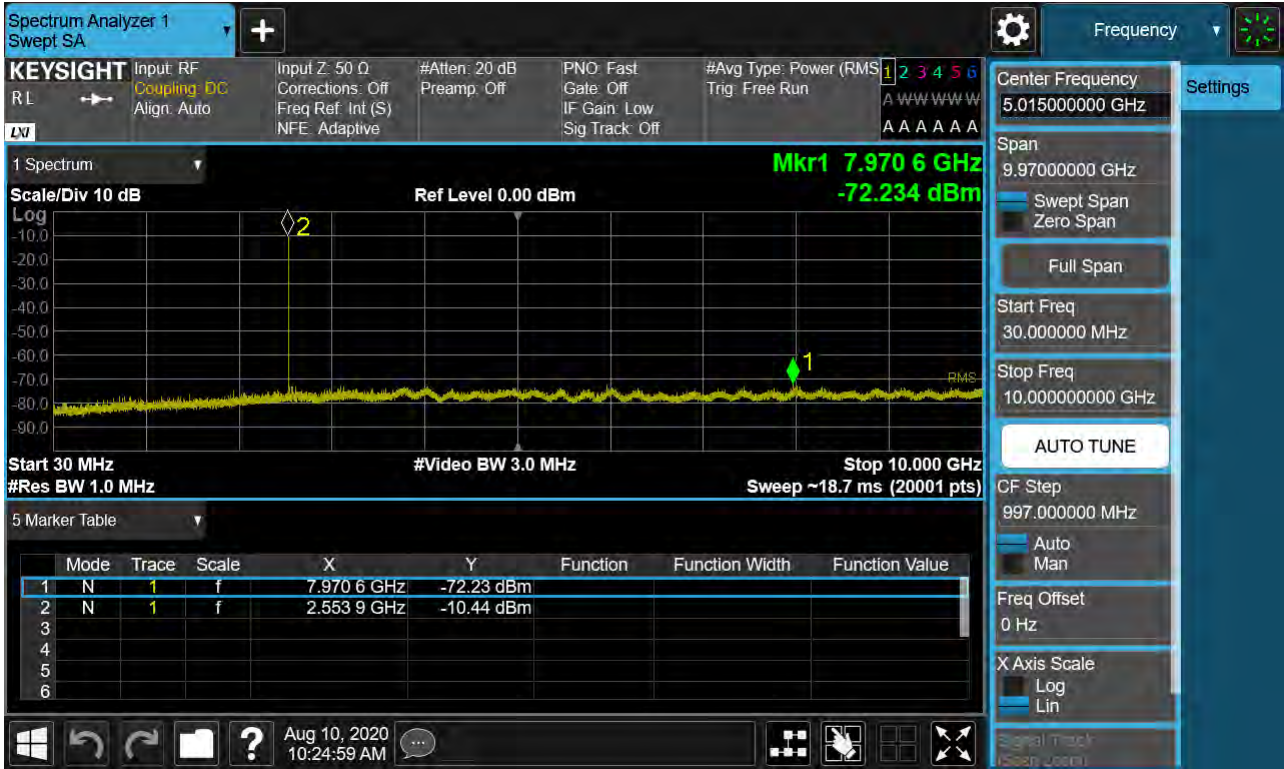 Spectrum Analyzer 1
Swept SA
Frequency
KEYSIGHT
RL
LXI
Input: RF
Coupling: DC
Align: Auto
Input Z: 50 Ω
Corrections: Off
Freq Ref: Int (S)
NFE: Adaptive
#Atten: 20 dB
Preamp: Off
PNO: Fast
Gate: Off
IF Gain: Low
Sig Track: Off
#Avg Type: Power (RMS
Trig: Free Run
1 2 3 4 5 6
A W W W W W
A A A A A A
1 Spectrum
Mkr1 7.970 6 GHz
-72.234 dBm
Scale/Div 10 dB
Ref Level 0.00 dBm
Log
-10.0
-20.0
-30.0
-40.0
-50.0
-60.0
-70.0
-80.0
-90.0
2
1
RMS
Start 30 MHz
#Video BW 3.0 MHz
Stop 10.000 GHz
#Res BW 1.0 MHz
Sweep ~18.7 ms (20001 pts)
5 Marker Table
Mode Trace Scale X Y Function Function Width Function Value
1 N 1 f 7.970 6 GHz -72.23 dBm
2 N 1 f 2.553 9 GHz -10.44 dBm
3
4
5
6
Aug 10, 2020
10:24:59 AM
?
Center Frequency
5.015000000 GHz
Settings
Span
9.97000000 GHz
Swept Span
Zero Span
Full Span
Start Freq
30.000000 MHz
Stop Freq
10.000000000 GHz
AUTO TUNE
CF Step
997.000000 MHz
Auto
Man
Freq Offset
0 Hz
X Axis Scale
Log
Lin
Signal Track
(Span Zoom)